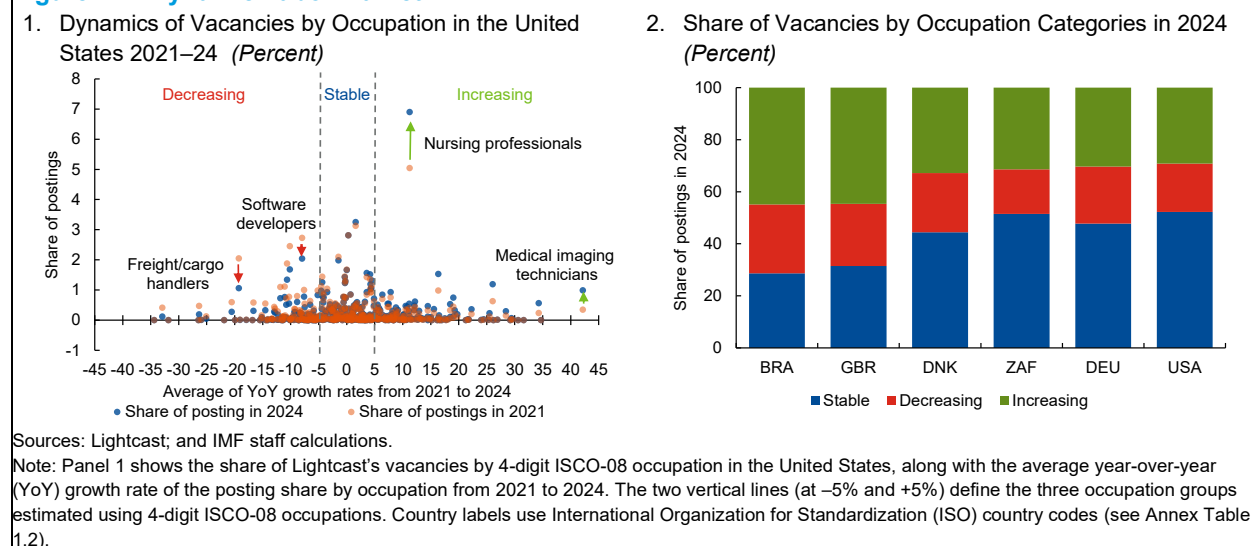 1. Dynamics of Vacancies by Occupation in the United
States 2021–24 (Percent)
8
7
6
5
4
3
2
1
0
-1
Share of postings
Decreasing
Stable
Increasing
Nursing professionals
Software
developers
Freight/cargo
handlers
Medical imaging
technicians
-45 -40 -35 -30 -25 -20 -15 -10 -5 0 5 10 15 20 25 30 35 40 45
Average of YoY growth rates from 2021 to 2024
Share of posting in 2024
Share of postings in 2021
2. Share of Vacancies by Occupation Categories in 2024
(Percent)
100
80
60
40
20
0
Share of postings in 2024
BRA GBR DNK ZAF DEU USA
Stable Decreasing Increasing
Sources: Lightcast; and IMF staff calculations.
Note: Panel 1 shows the share of Lightcast’s vacancies by 4-digit ISCO-08 occupation in the United States, along with the average year-over-year
(YoY) growth rate of the posting share by occupation from 2021 to 2024. The two vertical lines (at –5% and +5%) define the three occupation groups
estimated using 4-digit ISCO-08 occupations. Country labels use International Organization for Standardization (ISO) country codes (see Annex Table
1.2).